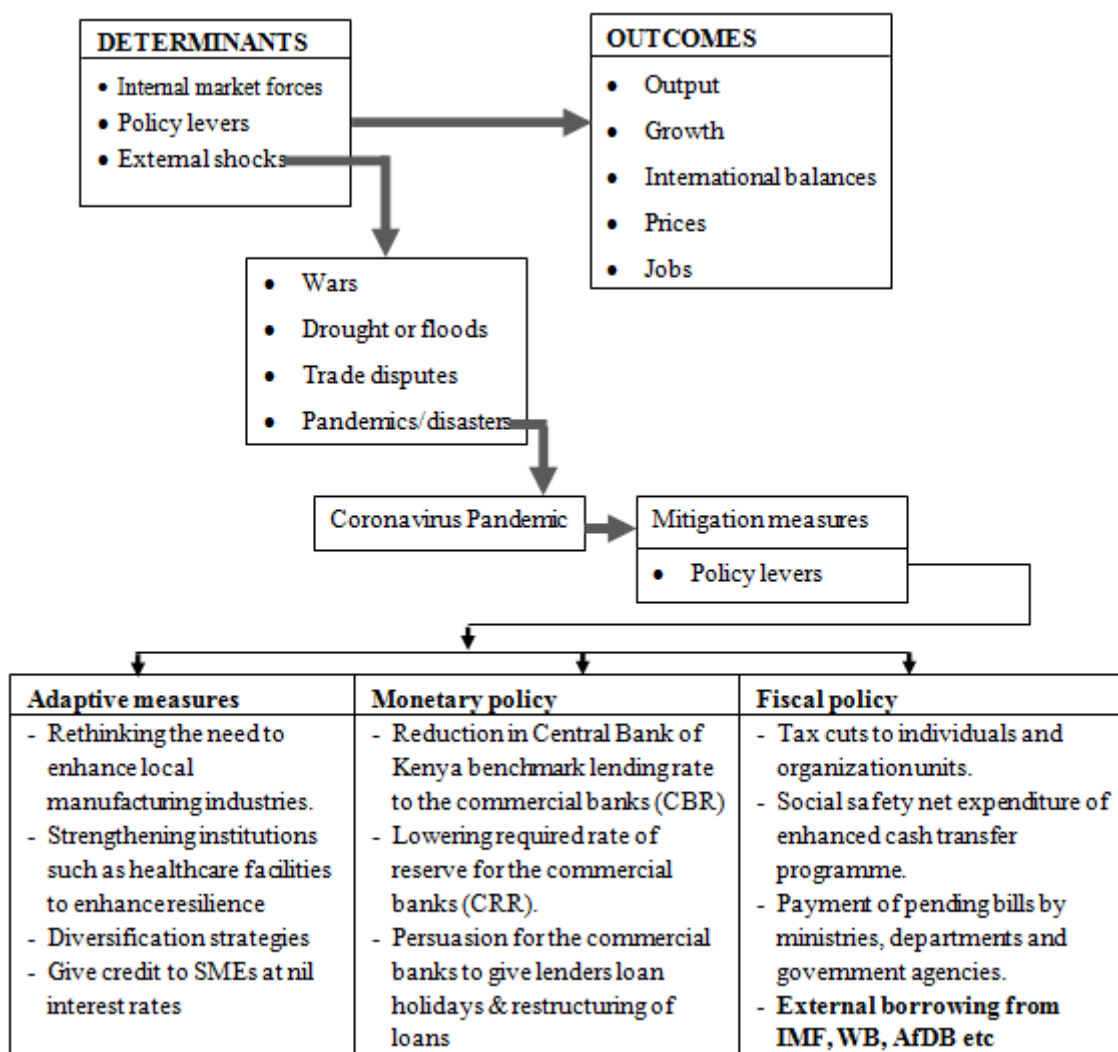 DETERMINANTS
• Internal market forces
• Policy levers
• External shocks
OUTCOMES
• Output
• Growth
• International balances
• Prices
• Jobs
• Wars
• Drought or floods
• Trade disputes
• Pandemics/disasters
Coronavirus Pandemic
Mitigation measures
• Policy levers
Adaptive measures
- Rethinking the need to
enhance local
manufacturing industries.
- Strengthening institutions
such as healthcare facilities
to enhance resilience
- Diversification strategies
- Give credit to SMEs at nil
interest rates
Monetary policy
- Reduction in Central Bank of
Kenya benchmark lending rate
to the commercial banks (CBR)
- Lowering required rate of
reserve for the commercial
banks (CRR).
- Persuasion for the commercial
banks to give lenders loan
holidays & restructuring of
loans
Fiscal policy
- Tax cuts to individuals and
organization units.
- Social safety net expenditure of
enhanced cash transfer
programme.
- Payment of pending bills by
ministries, departments and
government agencies.
- External borrowing from
IMF, WB, AfDB etc